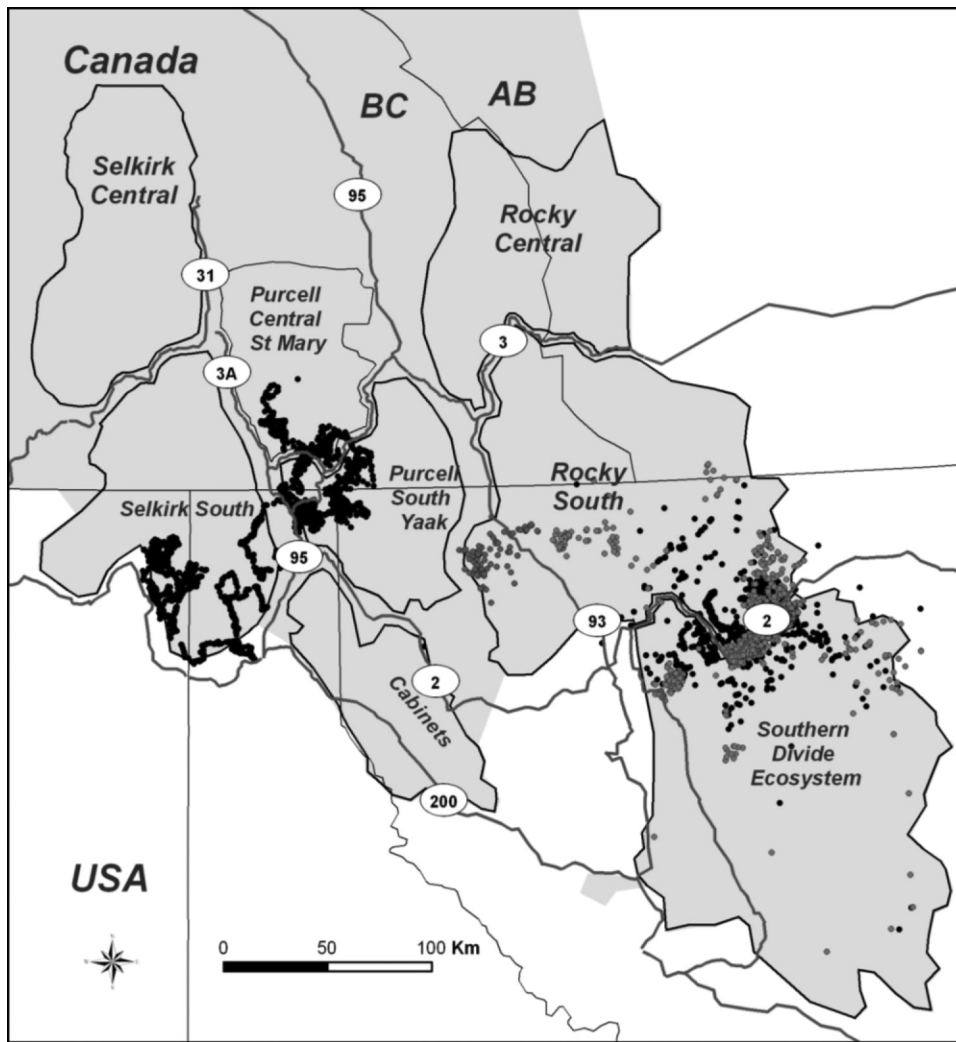 Canada
BC
AB
Selkirk
Central
95
Rocky
Central
31
Purcell
Central
St Mary
3
3A
Rocky
South
Purcell
South
Yaak
Selkirk South
95
93
2
2
Cabinets
Southern
Divide
Ecosystem
200
USA
0 50 100 Km